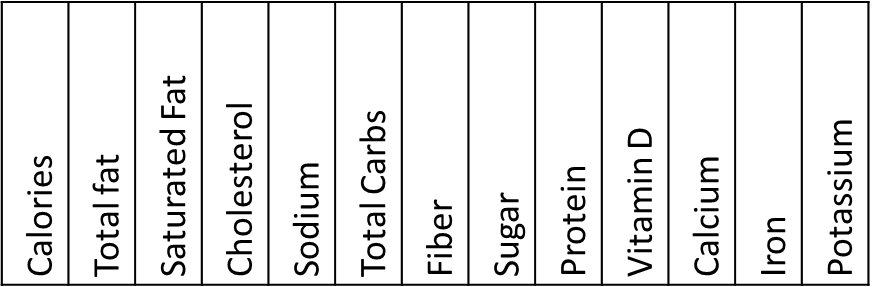 Calories
Total fat
Saturated Fat
Cholesterol
Sodium
Total Carbs
Fiber
Sugar
Protein
Vitamin D
Calcium
Iron
Potassium